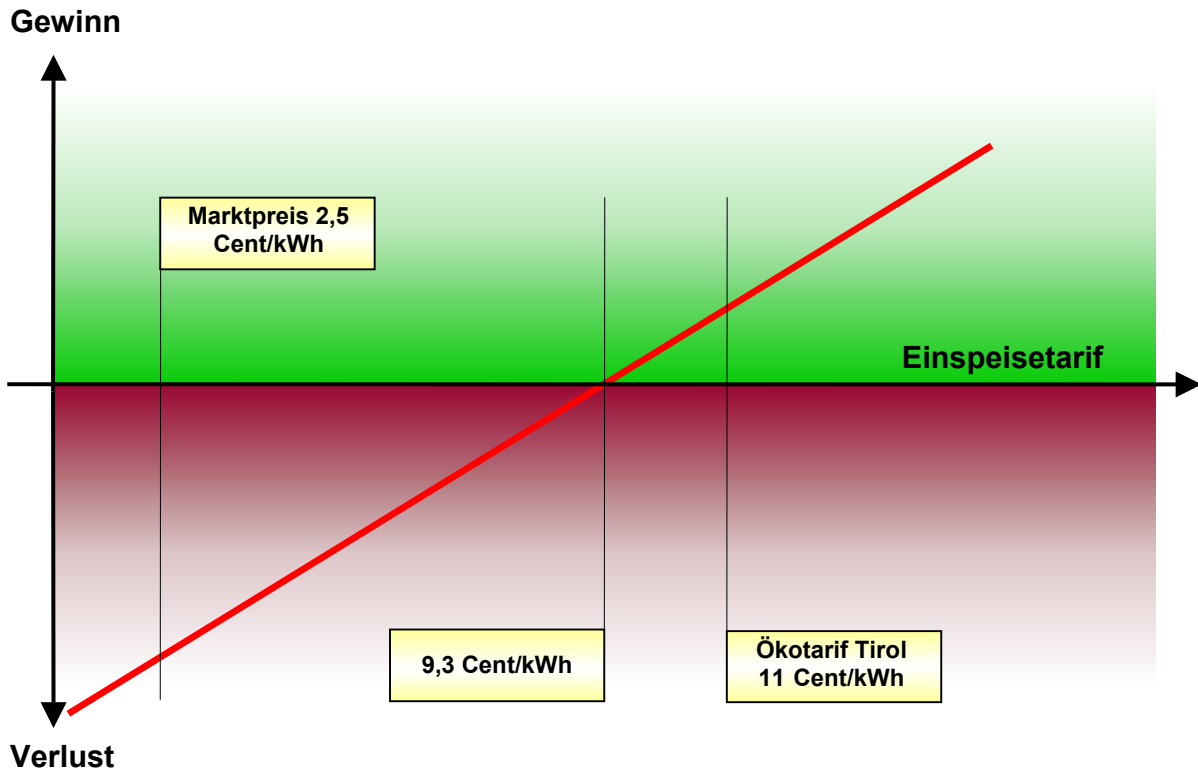 Gewinn
Marktpreis 2,5
Cent/kWh
Einspeisetarif
9,3 Cent/kWh
Ökotarif Tirol
11 Cent/kWh
Verlust